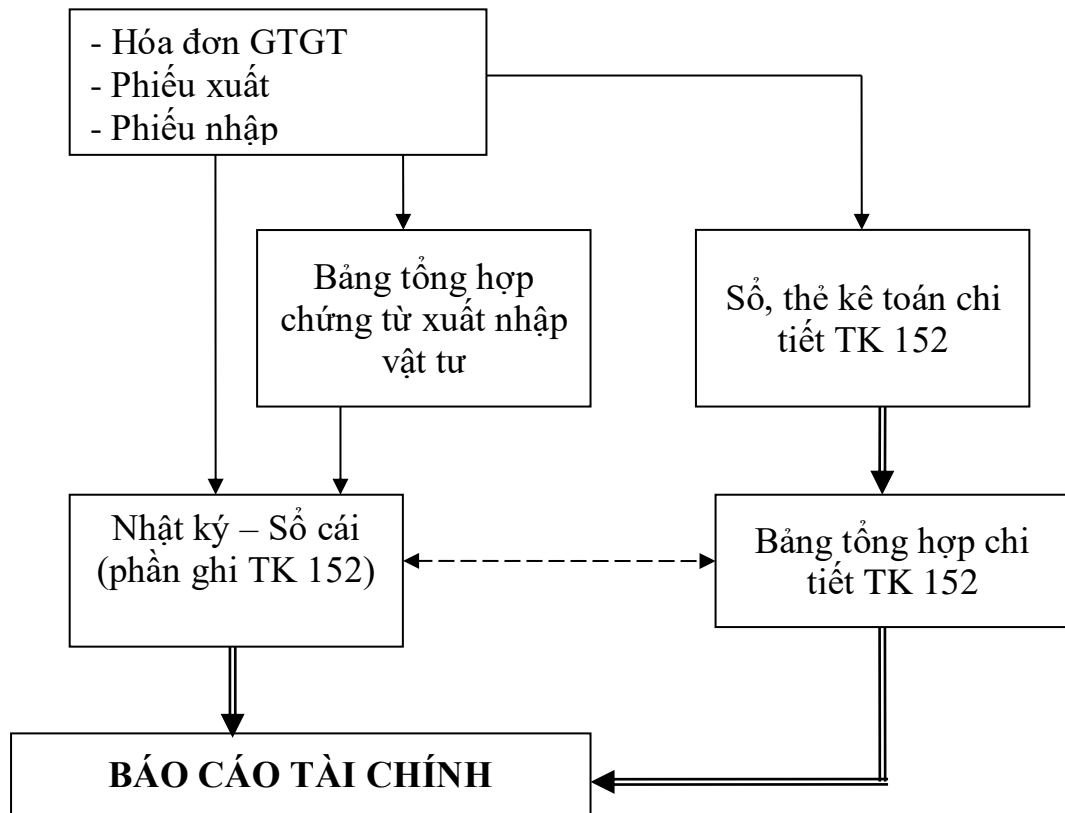 - Hóa đơn GTGT
- Phiếu xuất
- Phiếu nhập
Bảng tổng hợp
chứng từ xuất nhập
vật tư
Sổ, thẻ kê toán chi
tiết TK 152
Nhật ký – Sổ cái
(phần ghi TK 152)
Bảng tổng hợp chi
tiết TK 152
BÁO CÁO TÀI CHÍNH